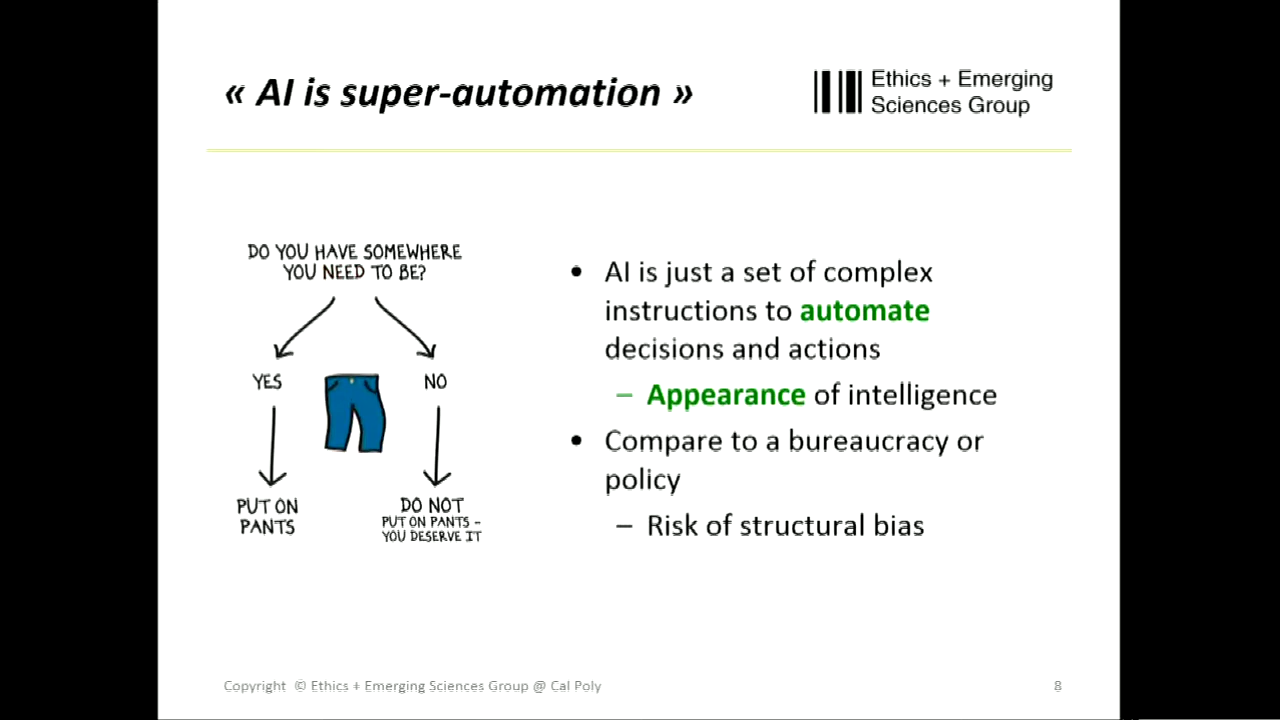 « AI is super-automation »
Ethics + Emerging
Sciences Group
DO YOU HAVE SOMEWHERE
YOU NEED TO BE?
YES
NO
PUT ON
PANTS
DO NOT
PUT ON PANTS –
YOU DESERVE IT
• AI is just a set of complex
instructions to automate
decisions and actions
– Appearance of intelligence
• Compare to a bureaucracy or
policy
– Risk of structural bias
Copyright © Ethics + Emerging Sciences Group @ Cal Poly
8